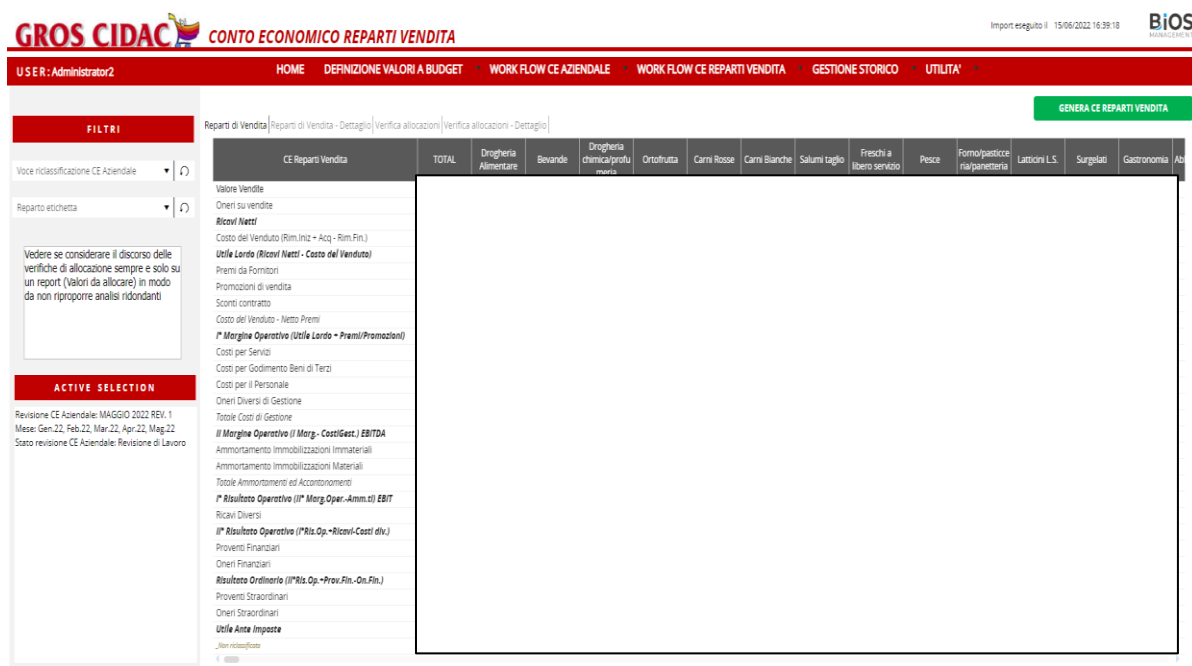 GROS CIDAC
CONTO ECONOMICO REPARTI VENDITA
Import eseguito il 15/06/2022 16:39:18
BiOS
MANAGEMENT
USER: Administrator2
HOME
DEFINIZIONE VALORI A BUDGET
WORK FLOW CE AZIENDALE
WORK FLOW CE REPARTI VENDITA
GESTIONE STORICO
UTILITA'
GENERA CE REPARTI VENDITA
FILTRI
Voce riclassificazione CE Aziendale
Reparto etichetta
Vedere se considerare il discorso delle
verifiche di allocazione sempre e solo su
un report (Valori da allocare) in modo
da non riproporre analisi ridondanti
ACTIVE SELECTION
Revisione CE Aziendale: MAGGIO 2022 REV. 1
Mese: Gen.22, Feb.22, Mar.22, Apr.22, Mag.22
Stato revisione CE Aziendale: Revisione di Lavoro
Reparti di Vendita
Reparti di Vendita - Dettaglio
Verifica allocazioni
Verifica allocazioni - Dettaglio
CE Reparti Vendita
TOTAL
Drogheria
Alimentare
Bevande
Drogheria
chimica/profu
meria
Ortofrutta
Carni Rosse
Carni Bianche
Salumi taglio
Freschi a
libero servizio
Pesce
Forno/pasticce
ria/panetteria
Latticini L.S.
Surgelati
Gastronomia
Valore Vendite
Oneri su vendite
Ricavi Netti
Costo del Venduto (Rim.Iniz + Acq - Rim.Fin.)
Utile Lordo (Ricavi Netti - Costo del Venduto)
Premi da Fornitori
Promozioni di vendita
Sconti contratto
Costo del Venduto - Netto Premi
I° Margine Operativo (Utile Lordo + Premi/Promozioni)
Costi per Servizi
Costi per Godimento Beni di Terzi
Costi per il Personale
Oneri Diversi di Gestione
Totale Costi di Gestione
II Margine Operativo (I Marg.- CostiGest.) EBITDA
Ammortamento Immobilizzazioni Immateriali
Ammortamento Immobilizzazioni Materiali
Totale Ammortamenti ed Accantonamenti
I° Risultato Operativo (II° Marg.Oper.-Amm.ti) EBIT
Ricavi Diversi
II° Risultato Operativo (I°Ris.Op.+Ricavi-Costi div.)
Proventi Finanziari
Oneri Finanziari
Risultato Ordinario (II°Ris.Op.+Prov.Fin.-On.Fin.)
Proventi Straordinari
Oneri Straordinari
Utile Ante Imposte
_Non riclassificato